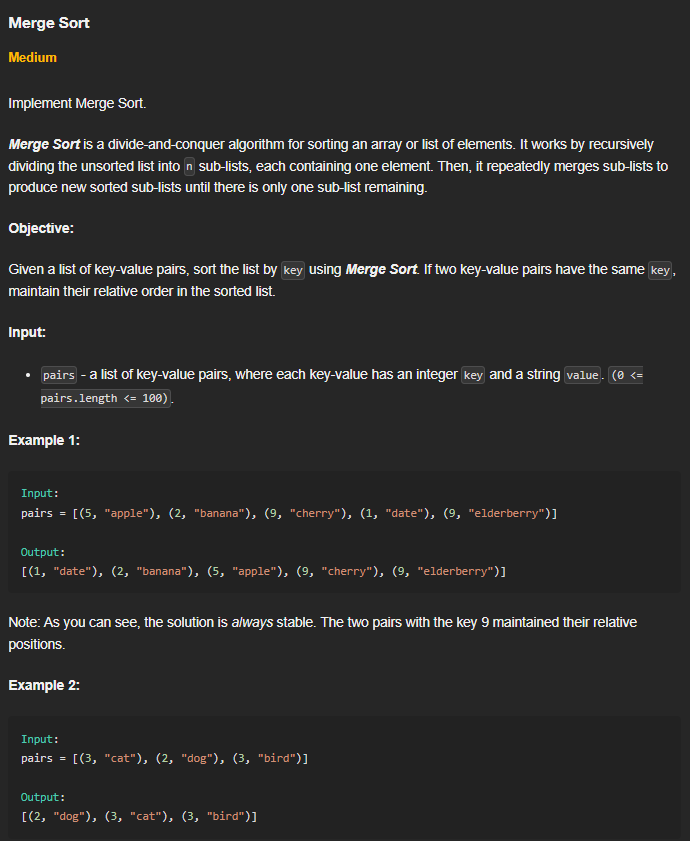 Merge Sort
Medium
Implement Merge Sort.
Merge Sort is a divide-and-conquer algorithm for sorting an array or list of elements. It works by recursively
dividing the unsorted list into n sub-lists, each containing one element. Then, it repeatedly merges sub-lists to
produce new sorted sub-lists until there is only one sub-list remaining.
Objective:
Given a list of key-value pairs, sort the list by key using Merge Sort. If two key-value pairs have the same key,
maintain their relative order in the sorted list.
Input:
• pairs - a list of key-value pairs, where each key-value has an integer key and a string value. (0 <=
pairs.length <= 100).
Example 1:
Input:
pairs = [(5, "apple"), (2, "banana"), (9, "cherry"), (1, "date"), (9, "elderberry")]
Output:
[(1, "date"), (2, "banana"), (5, "apple"), (9, "cherry"), (9, "elderberry")]
Note: As you can see, the solution is always stable. The two pairs with the key 9 maintained their relative
positions.
Example 2:
Input:
pairs = [(3, "cat"), (2, "dog"), (3, "bird")]
Output:
[(2, "dog"), (3, "cat"), (3, "bird")]